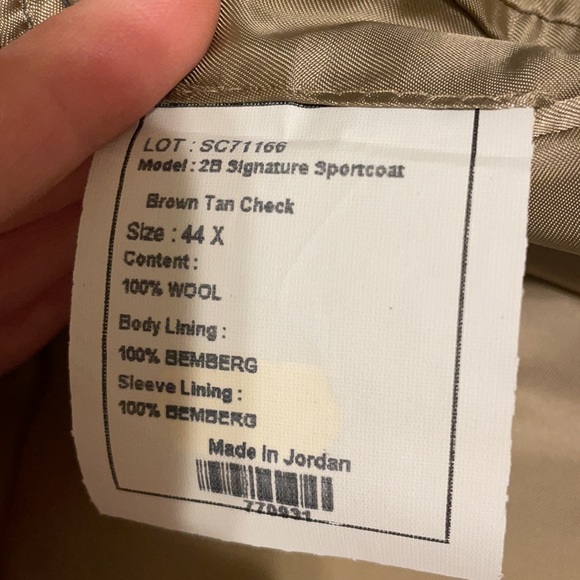 LOT : SC71166
Model : 2B Signature Sportcoat
Brown Tan Check
Size : 44 X
Content :
100% WOOL
Body Lining :
100% BEMBERG
Sleeve Lining :
100% BEMBERG
Made In Jordan
770931